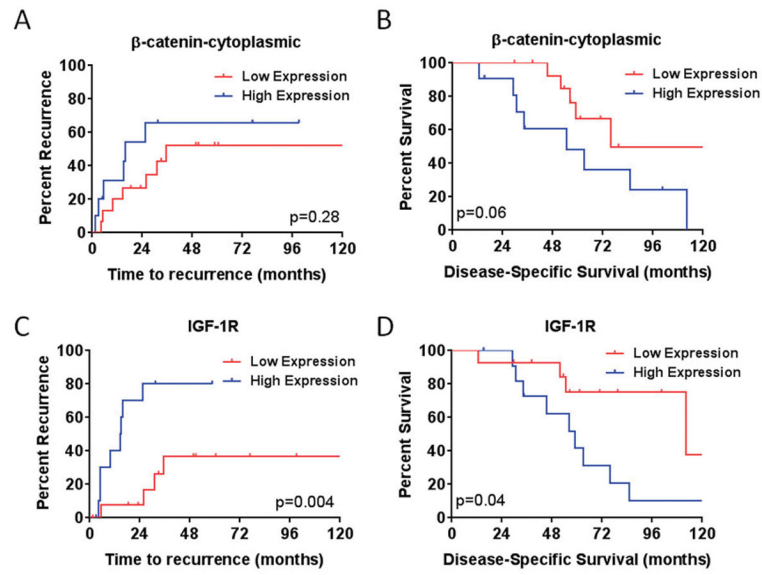 A
β-catenin-cytoplasmic
Percent Recurrence
100
80
60
40
20
0
Low Expression
High Expression
p=0.28
0 24 48 72 96 120
Time to recurrence (months)
B
β-catenin-cytoplasmic
Percent Survival
100
80
60
40
20
0
Low Expression
High Expression
p=0.06
0 24 48 72 96 120
Disease-Specific Survival (months)
C
IGF-1R
Percent Recurrence
100
80
60
40
20
0
Low Expression
High Expression
p=0.004
0 24 48 72 96 120
Time to recurrence (months)
D
IGF-1R
Percent Survival
100
80
60
40
20
0
Low Expression
High Expression
p=0.04
0 24 48 72 96 120
Disease-Specific Survival (months)